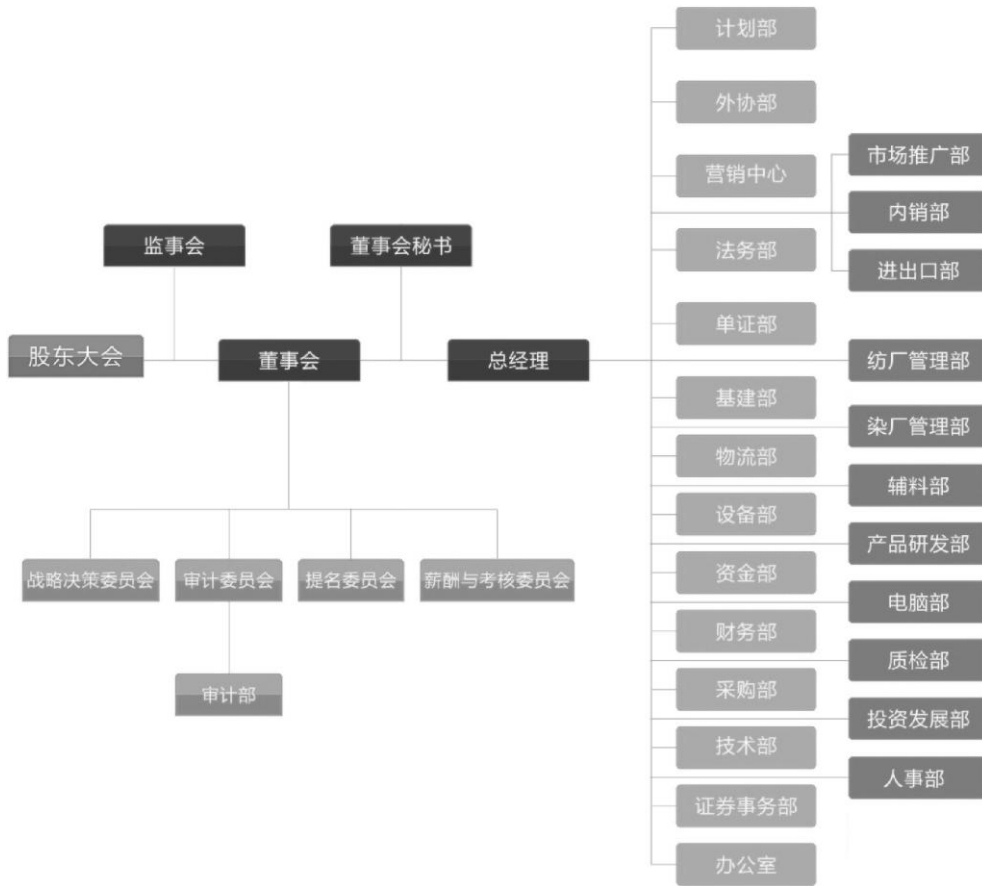 计划部
外协部
营销中心
市场推广部
内销部
监事会
董事会秘书
法务部
进出口部
单证部
股东大会
董事会
总经理
纺厂管理部
基建部
染厂管理部
物流部
辅料部
设备部
产品研发部
战略决策委员会
审计委员会
提名委员会
薪酬与考核委员会
资金部
电脑部
财务部
质检部
审计部
采购部
投资发展部
技术部
人事部
证券事务部
办公室